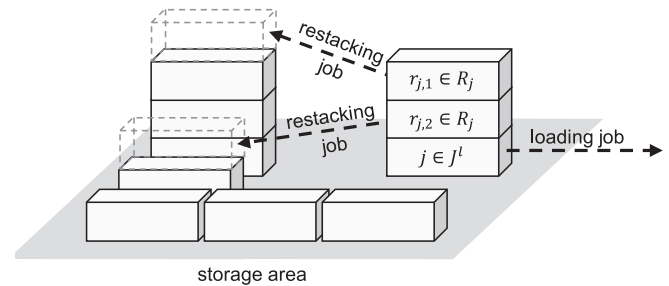 restacking
job
r_{j,1} ∈ R_j
restacking
job
r_{j,2} ∈ R_j
loading job
j ∈ J^l
storage area